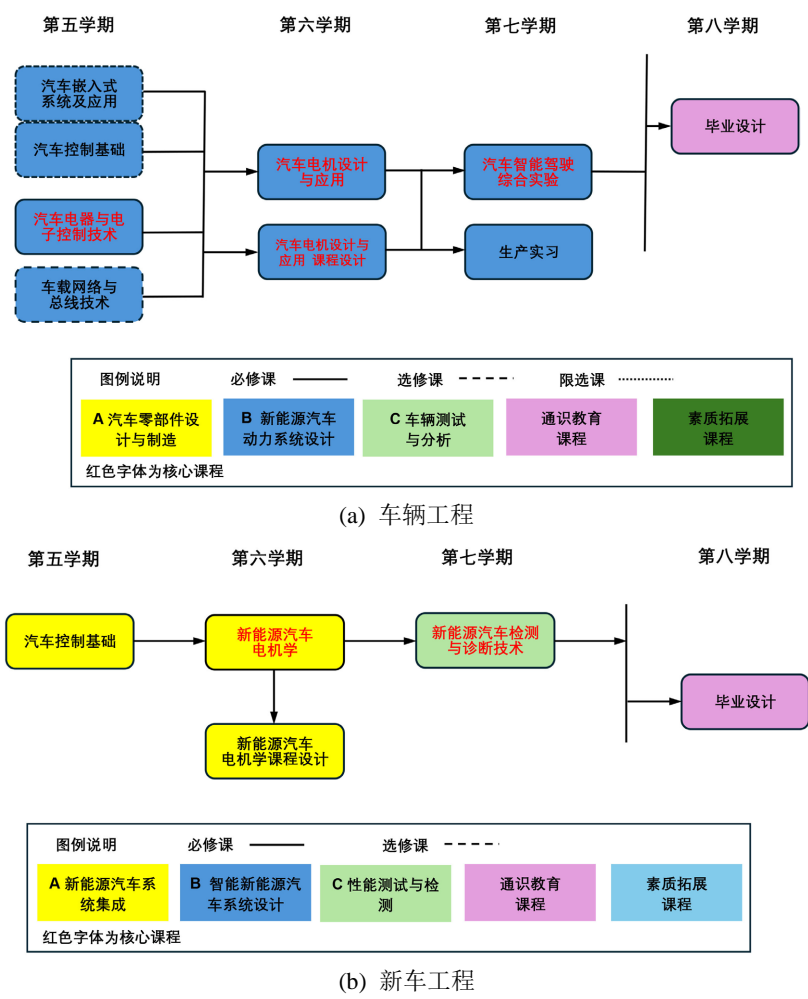 第五学期
第六学期
第七学期
第八学期
汽车嵌入式
系统及应用
汽车控制基础
汽车电器与电
子控制技术
车载网络与
总线技术
汽车电机设计
与应用
汽车电机设计与
应用 课程设计
汽车智能驾驶
综合实验
生产实习
毕业设计
图例说明
必修课
选修课
限选课
A 汽车零部件设
计与制造
B 新能源汽车
动力系统设计
C 车辆测试
与分析
通识教育
课程
素质拓展
课程
红色字体为核心课程
(a) 车辆工程
第五学期
第六学期
第七学期
第八学期
汽车控制基础
新能源汽车
电机学
新能源汽车
电机学课程设计
新能源汽车检测
与诊断技术
毕业设计
图例说明
必修课
选修课
A 新能源汽车系
统集成
B 智能新能源汽
车系统设计
C 性能测试与检
测
通识教育
课程
素质拓展
课程
红色字体为核心课程
(b) 新车工程